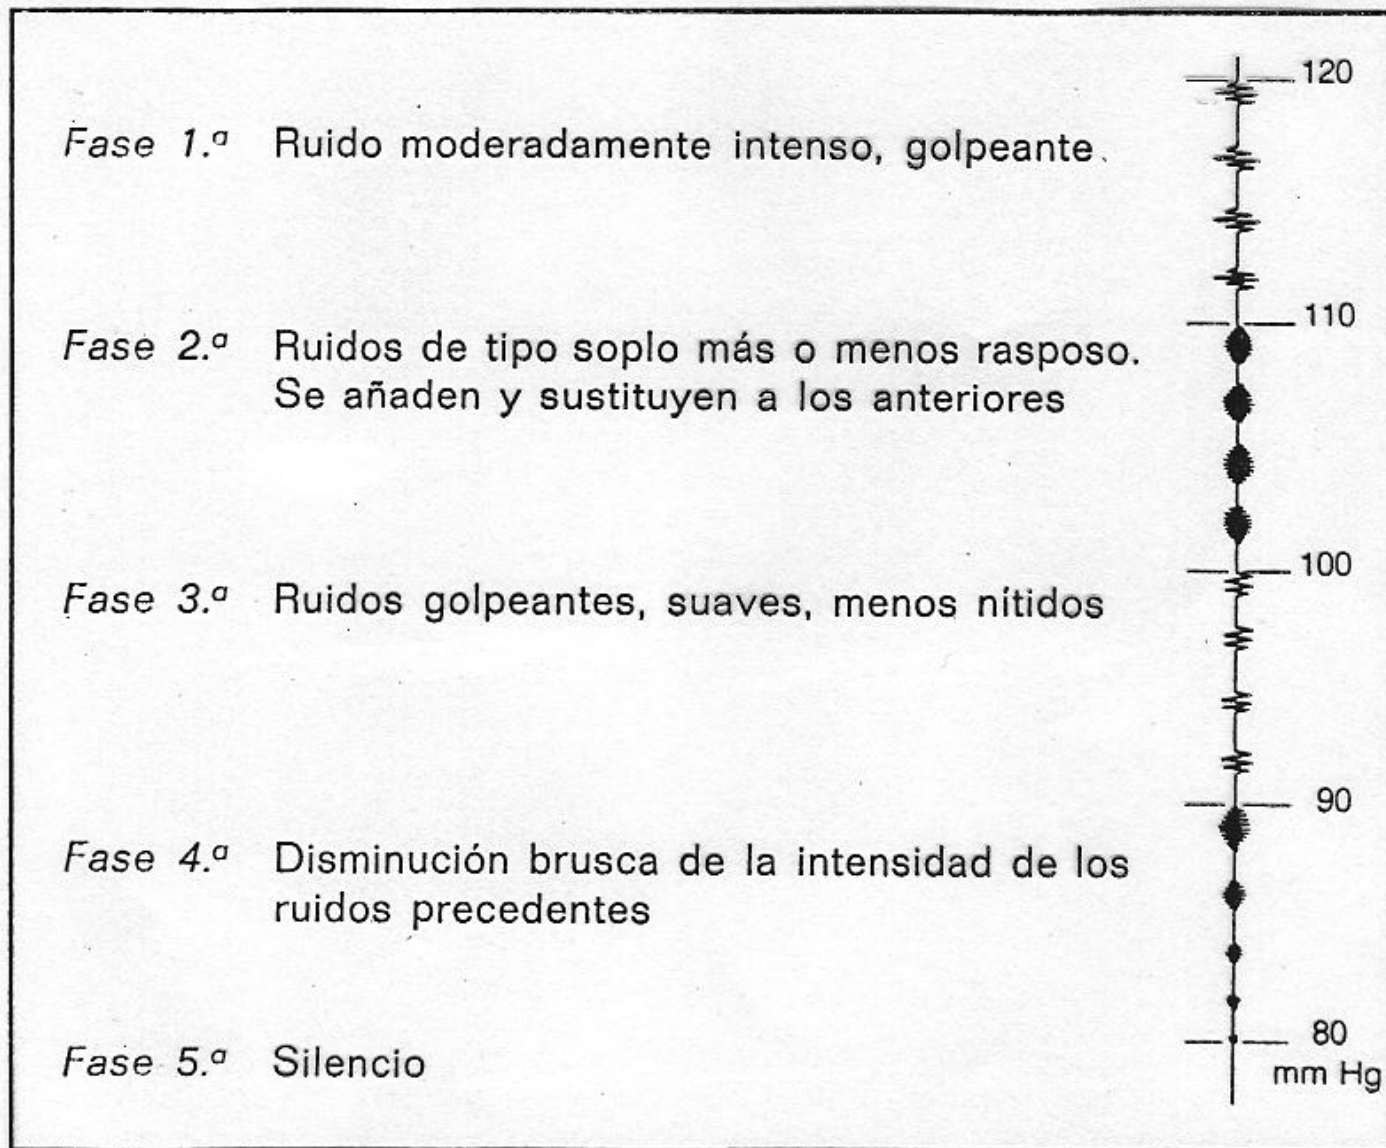 120
Fase 1.ª Ruido moderadamente intenso, golpeante.
110
Fase 2.ª Ruidos de tipo soplo más o menos rasposo.
Se añaden y sustituyen a los anteriores
100
Fase 3.ª Ruidos golpeantes, suaves, menos nítidos
90
Fase 4.ª Disminución brusca de la intensidad de los
ruidos precedentes
80
Fase 5.ª Silencio
mm Hg